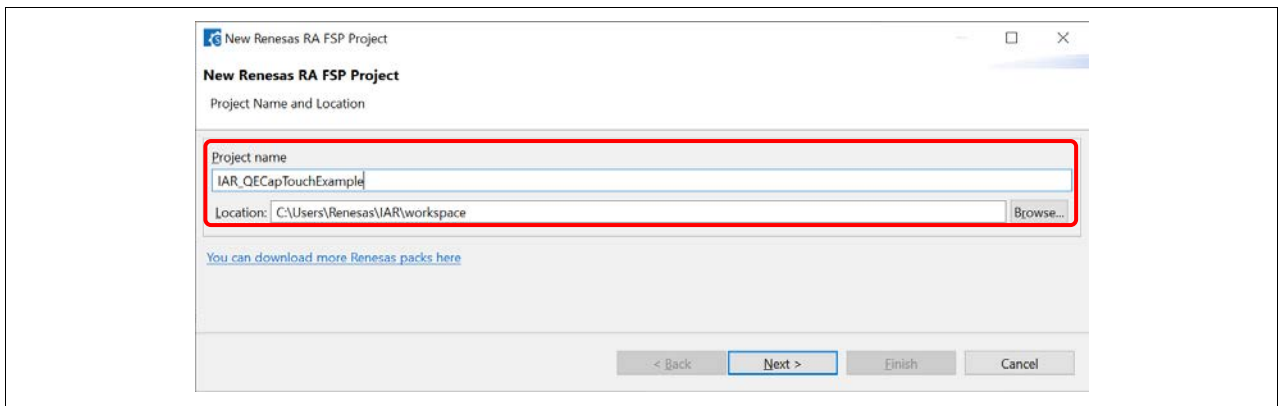 New Renesas RA FSP Project
New Renesas RA FSP Project
Project Name and Location
Project name
IAR_QECapTouchExample
Location: C:\Users\Renesas\IAR\workspace Browse...
You can download more Renesas packs here
< Back Next > Finish Cancel